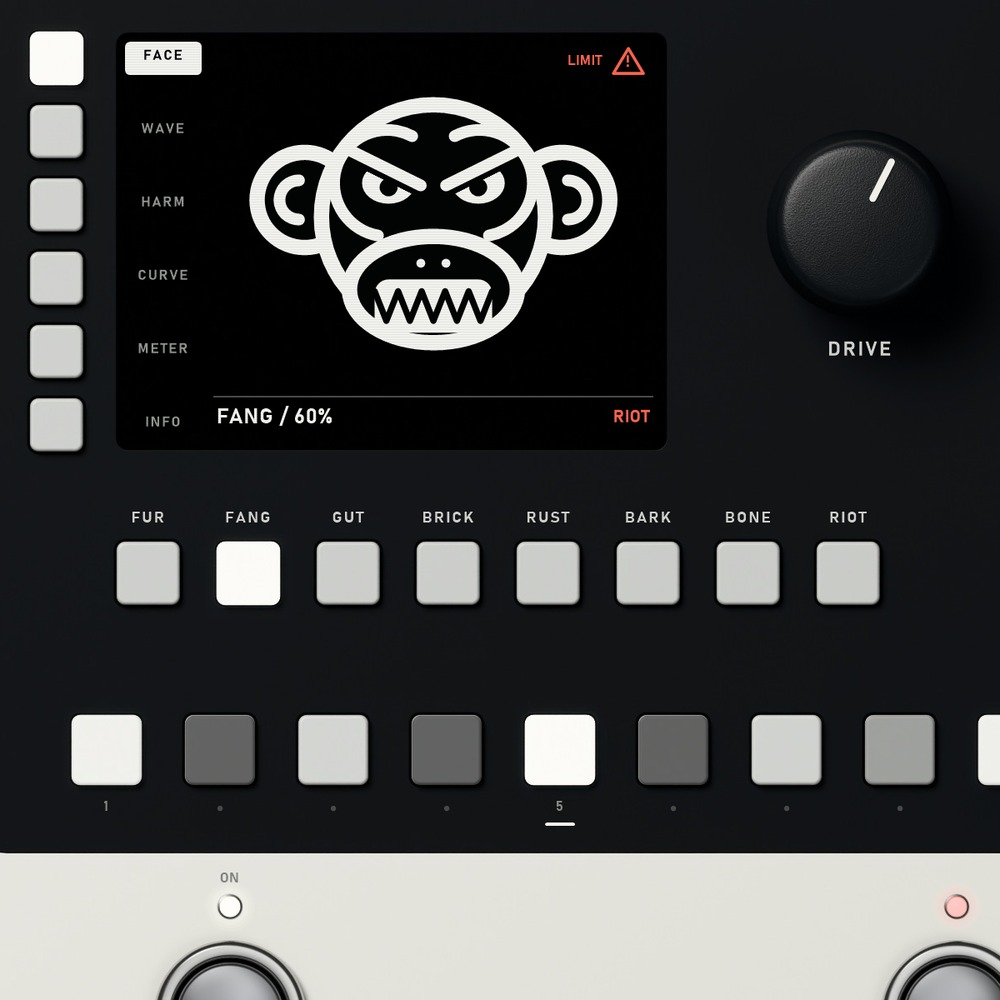 FACE
LIMIT
WAVE
HARM
CURVE
METER
INFO
FANG / 60%
RIOT
DRIVE
FUR
FANG
GUT
BRICK
RUST
BARK
BONE
RIOT
1
5
ON